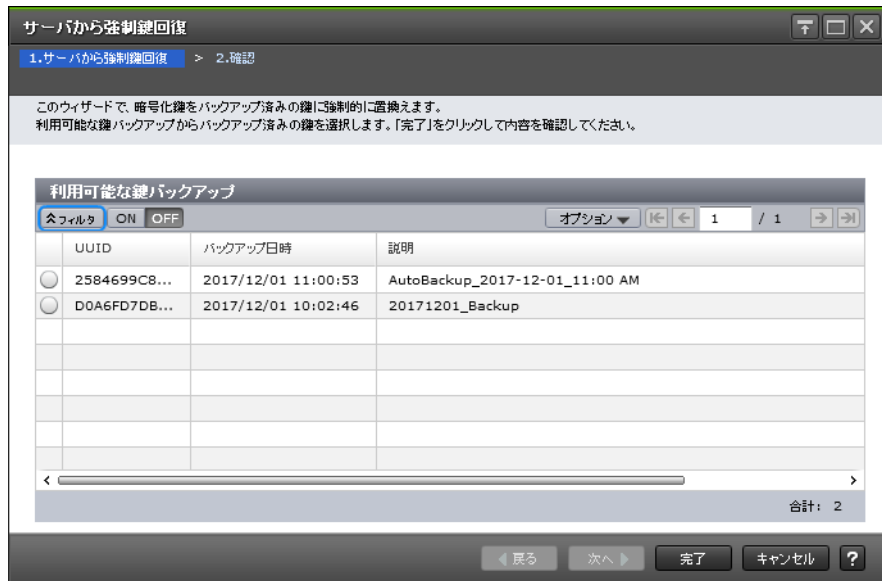 サーバから強制鍵回復
1.サーバから強制鍵回復 > 2.確認
このウィザードで、暗号化鍵をバックアップ済みの鍵に強制的に置換えます。
利用可能な鍵バックアップからバックアップ済みの鍵を選択します。「完了」をクリックして内容を確認してください。
利用可能な鍵バックアップ
フィルタ ON OFF オプション 1 / 1
UUID バックアップ日時 説明
2584699C8... 2017/12/01 11:00:53 AutoBackup_2017-12-01_11:00 AM
D0A6FD7DB... 2017/12/01 10:02:46 20171201_Backup
合計: 2
戻る 次へ 完了 キャンセル ?